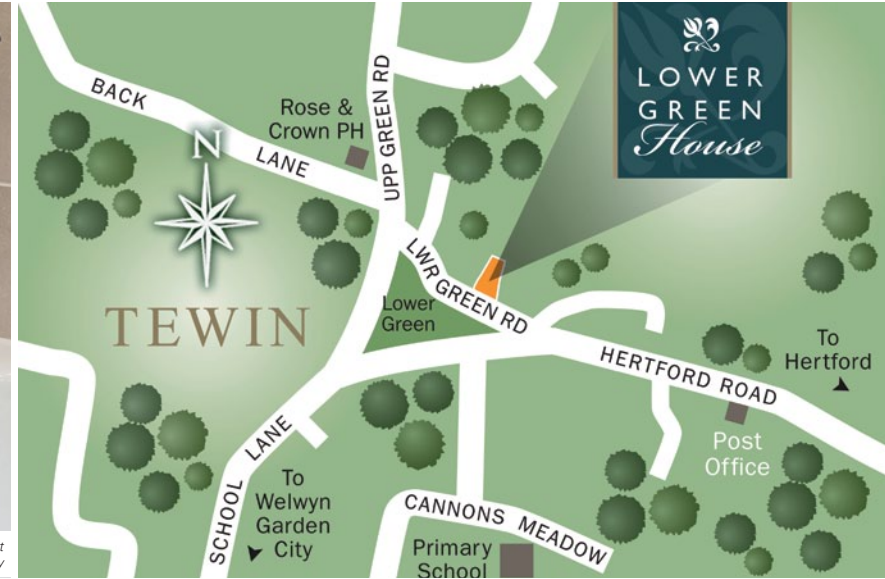 BACK
LANE
Rose &
Crown PH
UPP GREEN RD
LOWER
GREEN
House
N
TEWIN
LWR GREEN RD
Lower
Green
HERTFORD ROAD
To
Hertford
Post
Office
SCHOOL LANE
To
Welwyn
Garden
City
CANNONS MEADOW
Primary
School